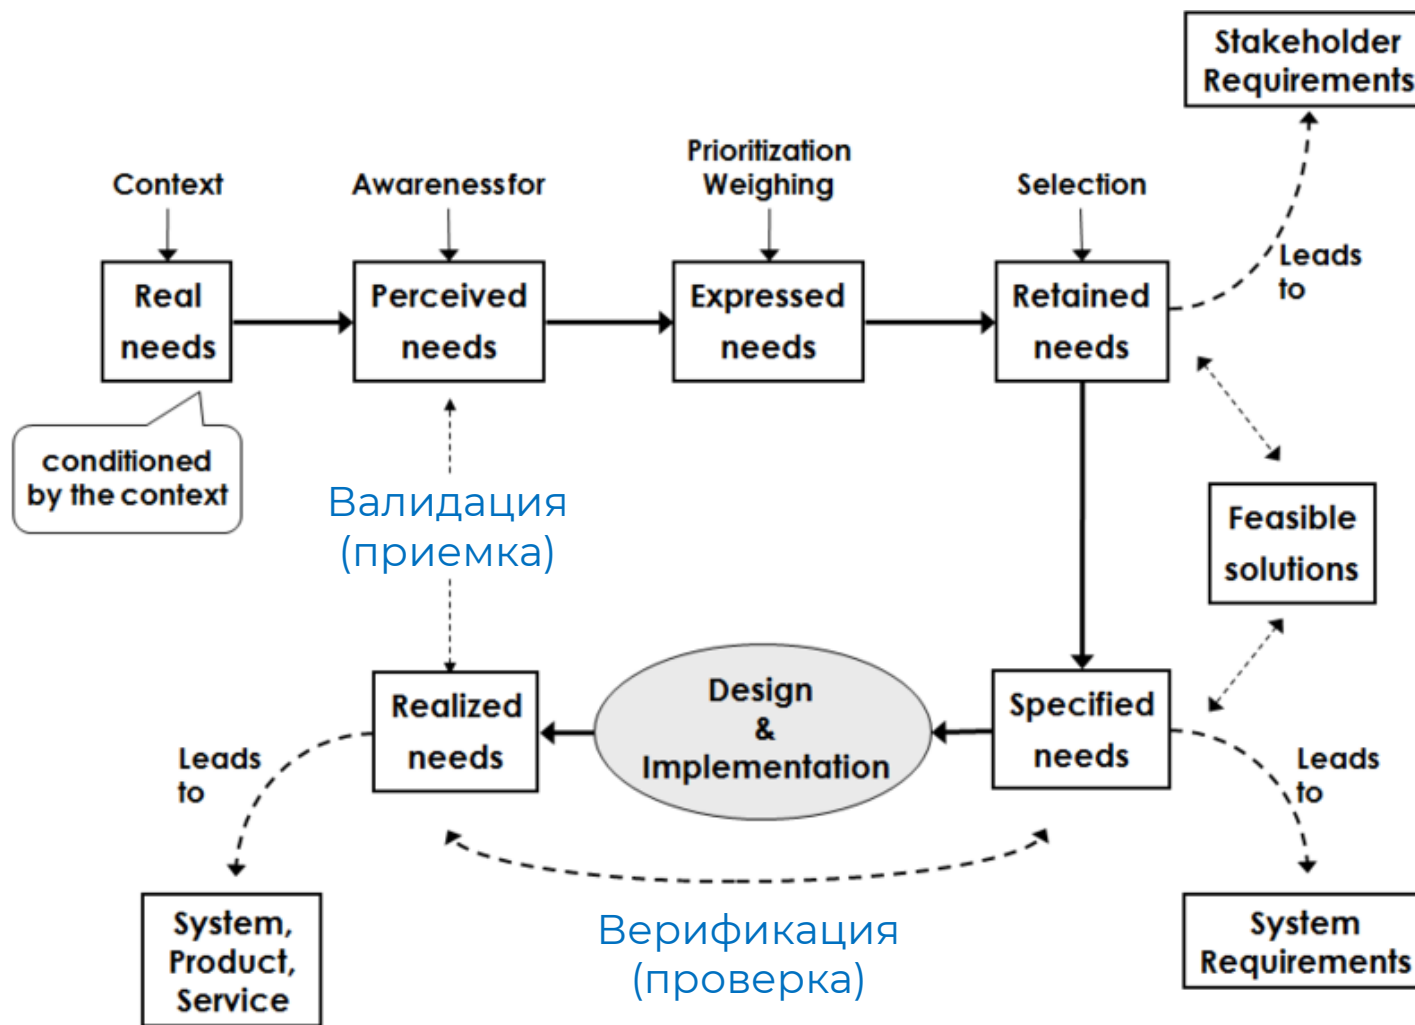 Stakeholder
Requirements
Context
Awarenessfor
Prioritization
Weighing
Selection
Leads
to
Real
needs
Perceived
needs
Expressed
needs
Retained
needs
conditioned
by the context
Валидация
(приемка)
Feasible
solutions
Realized
needs
Design
&
Implementation
Specified
needs
Leads
to
Leads
to
System,
Product,
Service
Верификация
(проверка)
System
Requirements